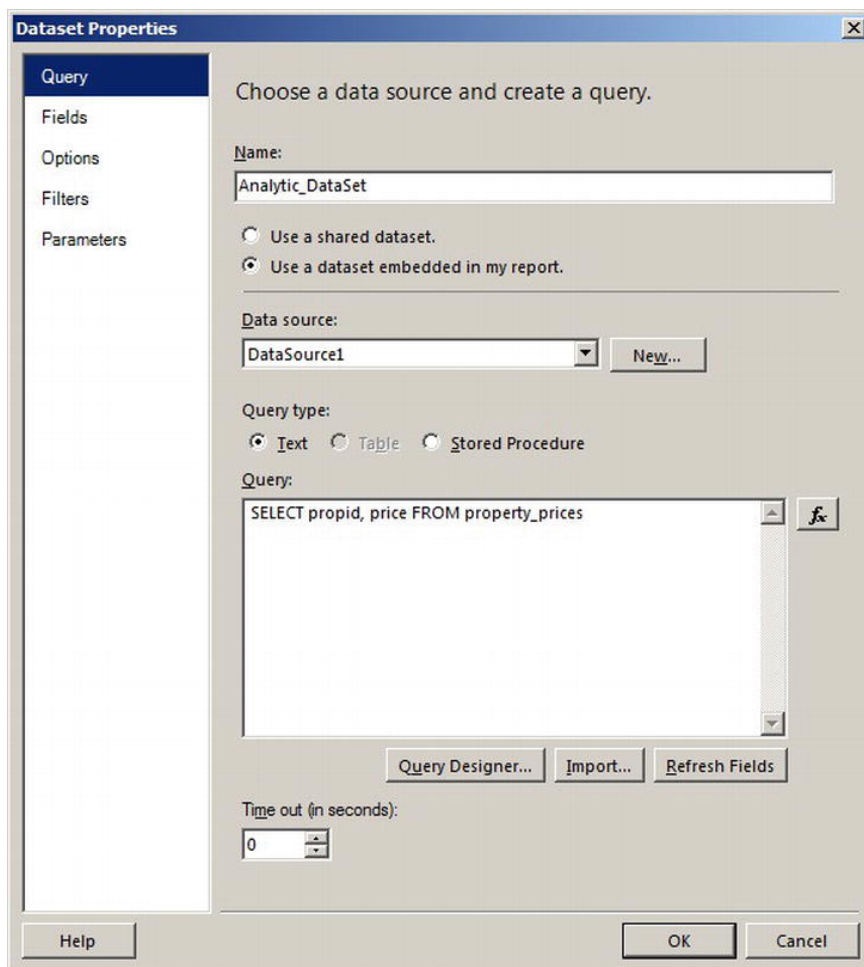 Dataset Properties
Query
Fields
Options
Filters
Parameters
Choose a data source and create a query.
Name:
Analytic_DataSet
Use a shared dataset.
Use a dataset embedded in my report.
Data source:
DataSource1
New...
Query type:
Text Table Stored Procedure
Query:
SELECT propid, price FROM property_prices
fx
Query Designer... Import... Refresh Fields
Time out (in seconds):
0
Help OK Cancel